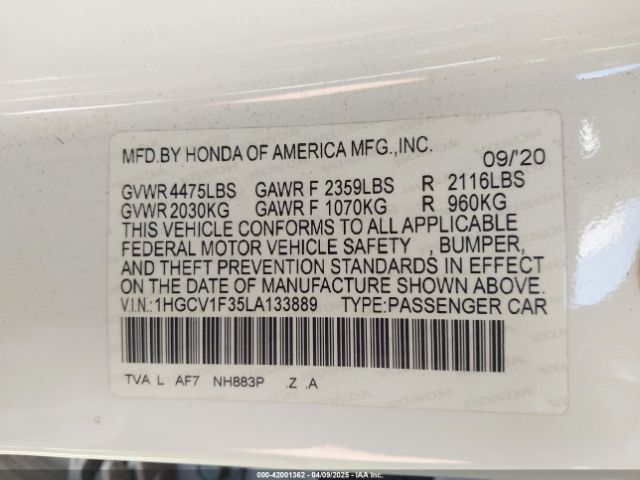 MFD.BY HONDA OF AMERICA MFG.,INC. 09/'20
GVWR 4475LBS GAWR F 2359LBS R 2116LBS
GVWR 2030KG GAWR F 1070KG R 960KG
THIS VEHICLE CONFORMS TO ALL APPLICABLE
FEDERAL MOTOR VEHICLE SAFETY , BUMPER,
AND THEFT PREVENTION STANDARDS IN EFFECT
ON THE DATE OF MANUFACTURE SHOWN ABOVE.
V.I.N.:1HGCV1F35LA133889 TYPE:PASSENGER CAR
TVA L AF7 NH883P .Z .A
000-42001362 | 04/09/2025 - IAA Inc.